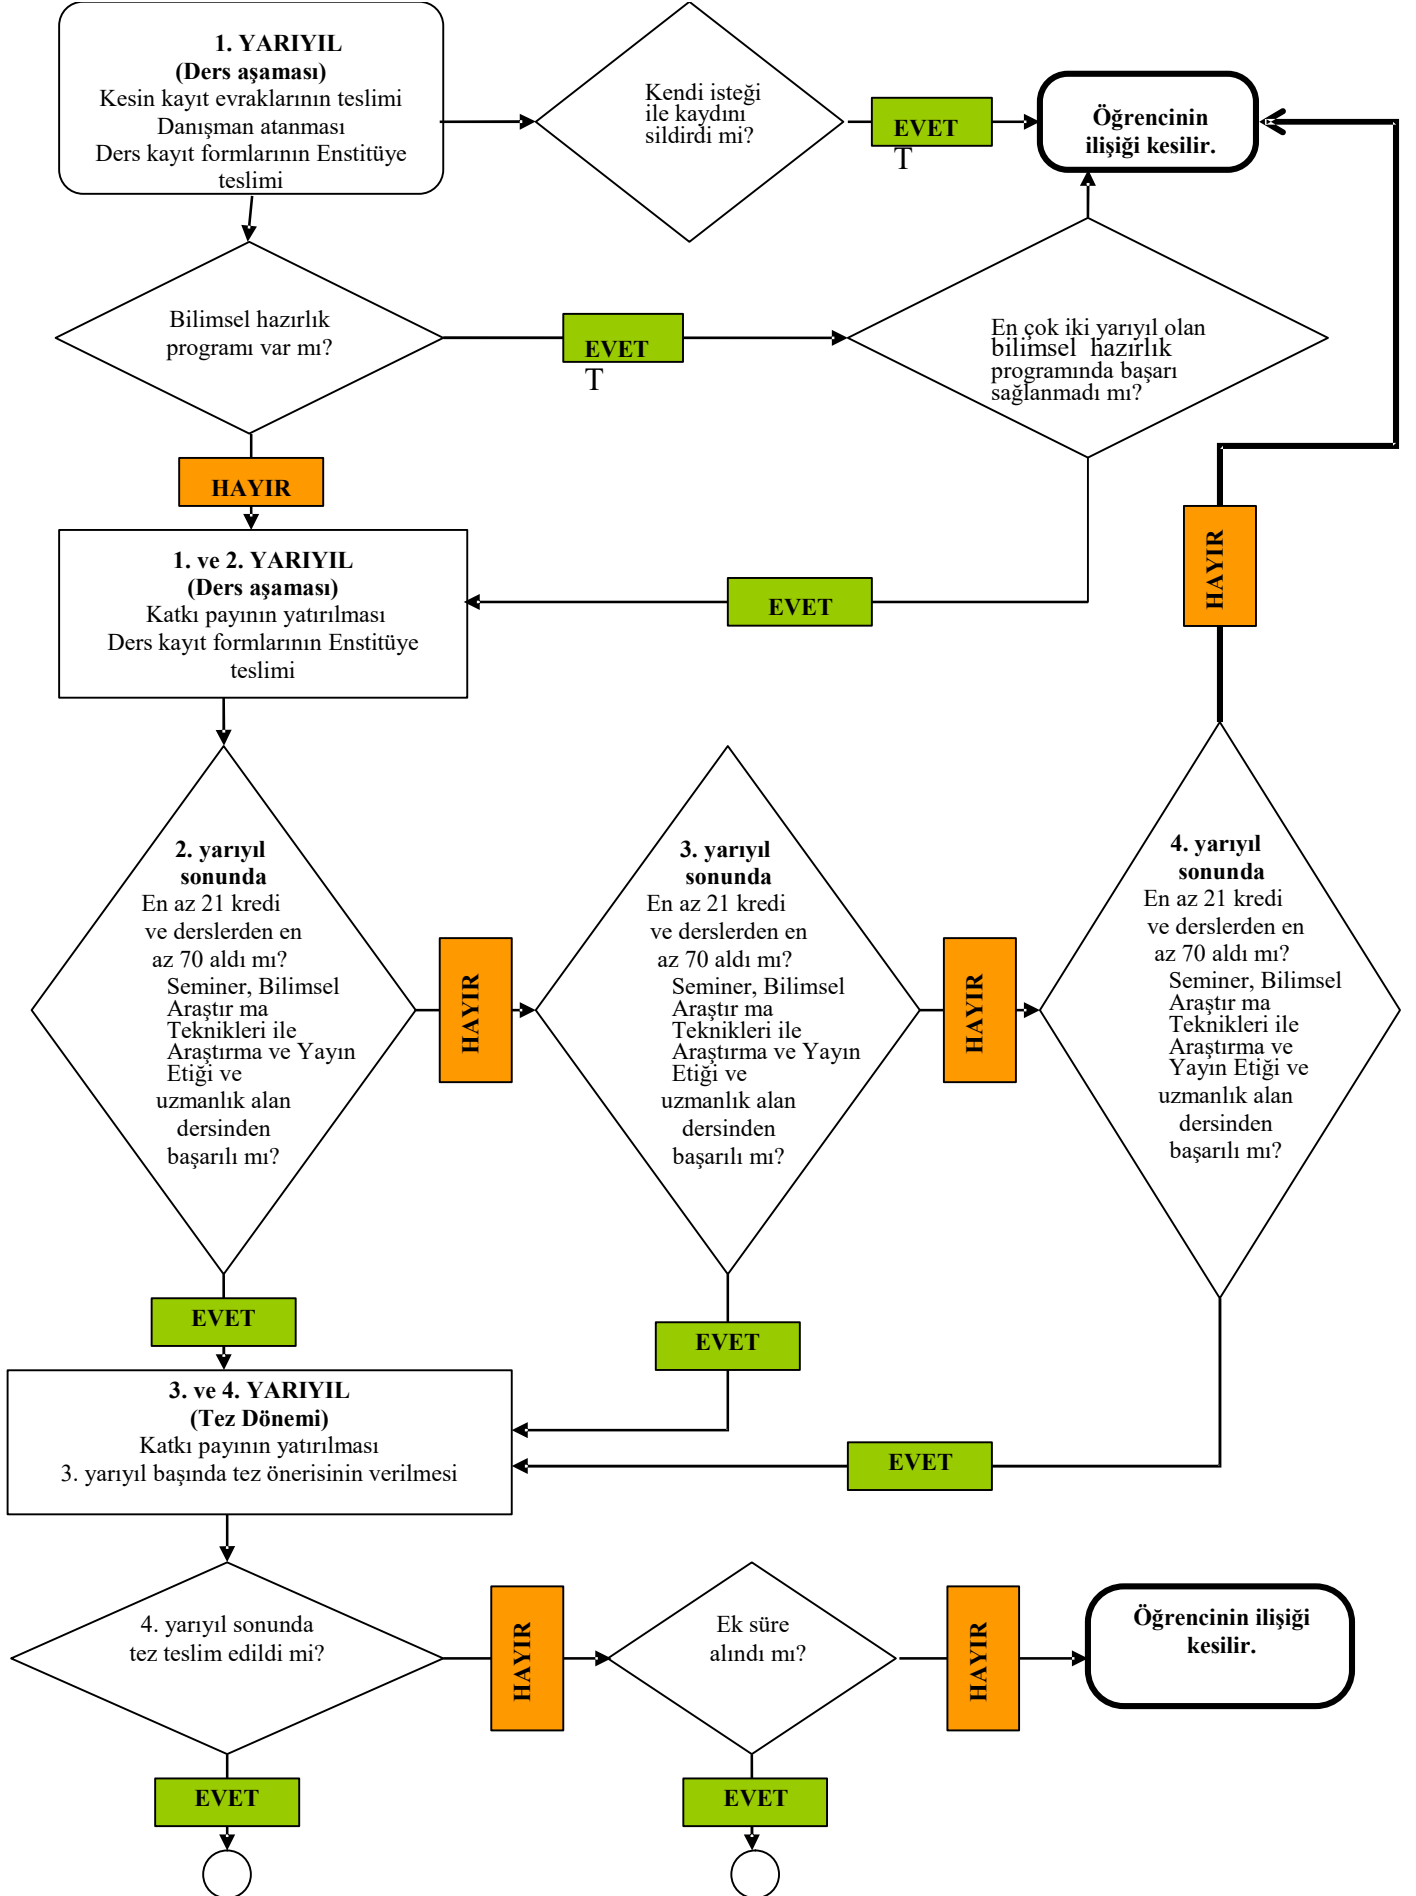 1. YARIYIL
(Ders aşaması)
Kesin kayıt evraklarının teslimi
Danışman atanması
Ders kayıt formlarının Enstitüye
teslimi
Kendi isteği
ile kaydını
sildirdi mi?
EVET
T
Öğrencinin
ilişiği kesilir.
Bilimsel hazırlık
programı var mı?
EVET
T
En çok iki yarıyıl olan
bilimsel hazırlık
programında başarı
sağlanmadı mı?
HAYIR
HAYIR
1. ve 2. YARIYIL
(Ders aşaması)
Katkı payının yatırılması
Ders kayıt formlarının Enstitüye
teslimi
EVET
2. yarıyıl
sonunda
En az 21 kredi
ve derslerden en
az 70 aldı mı?
Seminer, Bilimsel
Araştır ma
Teknikleri ile
Araştırma ve Yayın
Etiği ve
uzmanlık alan
dersinden
başarılı mı?
HAYIR
3. yarıyıl
sonunda
En az 21 kredi
ve derslerden en
az 70 aldı mı?
Seminer, Bilimsel
Araştır ma
Teknikleri ile
Araştırma ve Yayın
Etiği ve
uzmanlık alan
dersinden
başarılı mı?
HAYIR
4. yarıyıl
sonunda
En az 21 kredi
ve derslerden en
az 70 aldı mı?
Seminer, Bilimsel
Araştır ma
Teknikleri ile
Araştırma ve
Yayın Etiği ve
uzmanlık alan
dersinden
başarılı mı?
EVET
EVET
3. ve 4. YARIYIL
(Tez Dönemi)
Katkı payının yatırılması
3. yarıyıl başında tez önerisinin verilmesi
EVET
4. yarıyıl sonunda
tez teslim edildi mi?
HAYIR
Ek süre
alındı mı?
HAYIR
Öğrencinin ilişiği
kesilir.
EVET
EVET